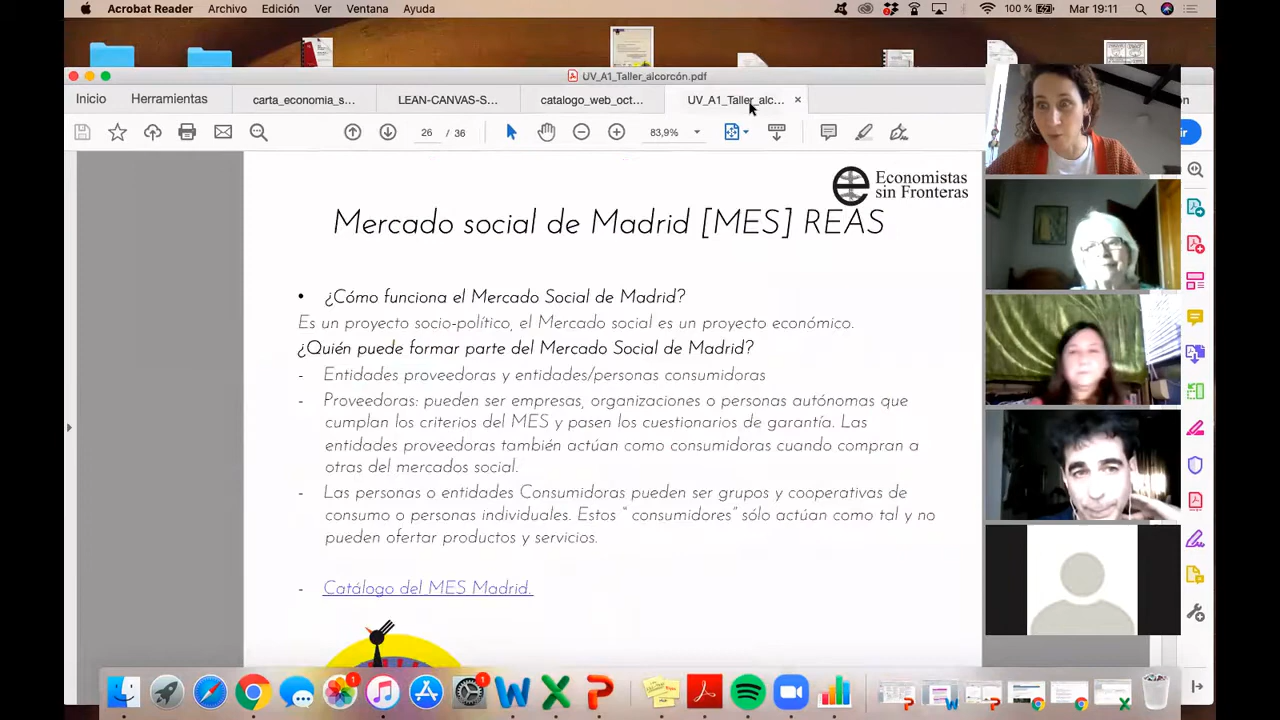 Acrobat Reader Archivo Edición Ver Ventana Ayuda 100 % Mar 19:11
UV_A1_Taller_alcorcón.pdf
Inicio Herramientas carta_economia_s... LEAN-CANVAS-S... catalogo_web_oct... UV_A1_Taller_alc... ×
26 / 36 83,9%
Economistas
sin Fronteras
Mercado social de Madrid [MES] REAS
• ¿Cómo funciona el Mercado Social de Madrid?
Es un proyecto socio-político, el Mercado social es un proyecto económico.
¿Quién puede formar parte del Mercado Social de Madrid?
- Entidades proveedoras y entidades/personas consumidoras
- Proveedoras: pueden ser empresas, organizaciones o personas autónomas que
cumplan los criterios del MES y pasen los cuestionarios de garantía. Las
entidades proveedoras también actúan como consumidoras cuando compran a
otras del mercados social.
- Las personas o entidades Consumidoras pueden ser grupos y cooperativas de
consumo o personas individuales. Estos " consumidores" sólo actúan como tal y no
pueden ofertar productos y servicios.
- Catálogo del MES Madrid.